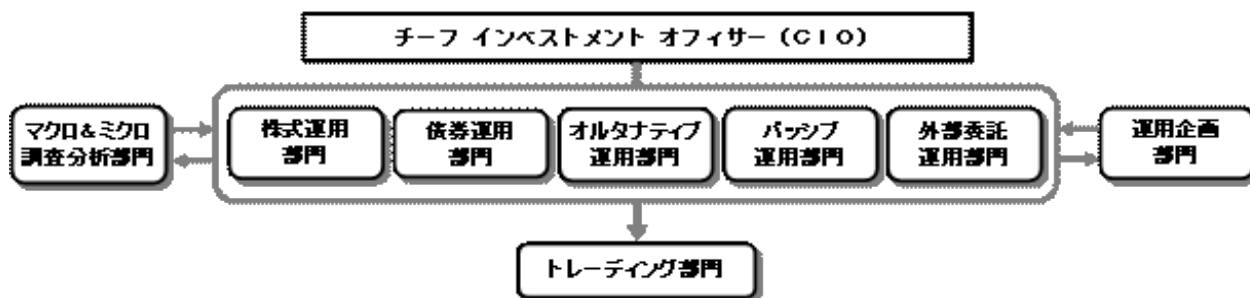 チーフ インベストメント オフィサー（ＣＩＯ）
マクロ&ミクロ
調査分析部門
株式運用
部門
債券運用
部門
オルタナティブ
運用部門
パッシブ
運用部門
外部委託
運用部門
運用企画
部門
トレーディング部門